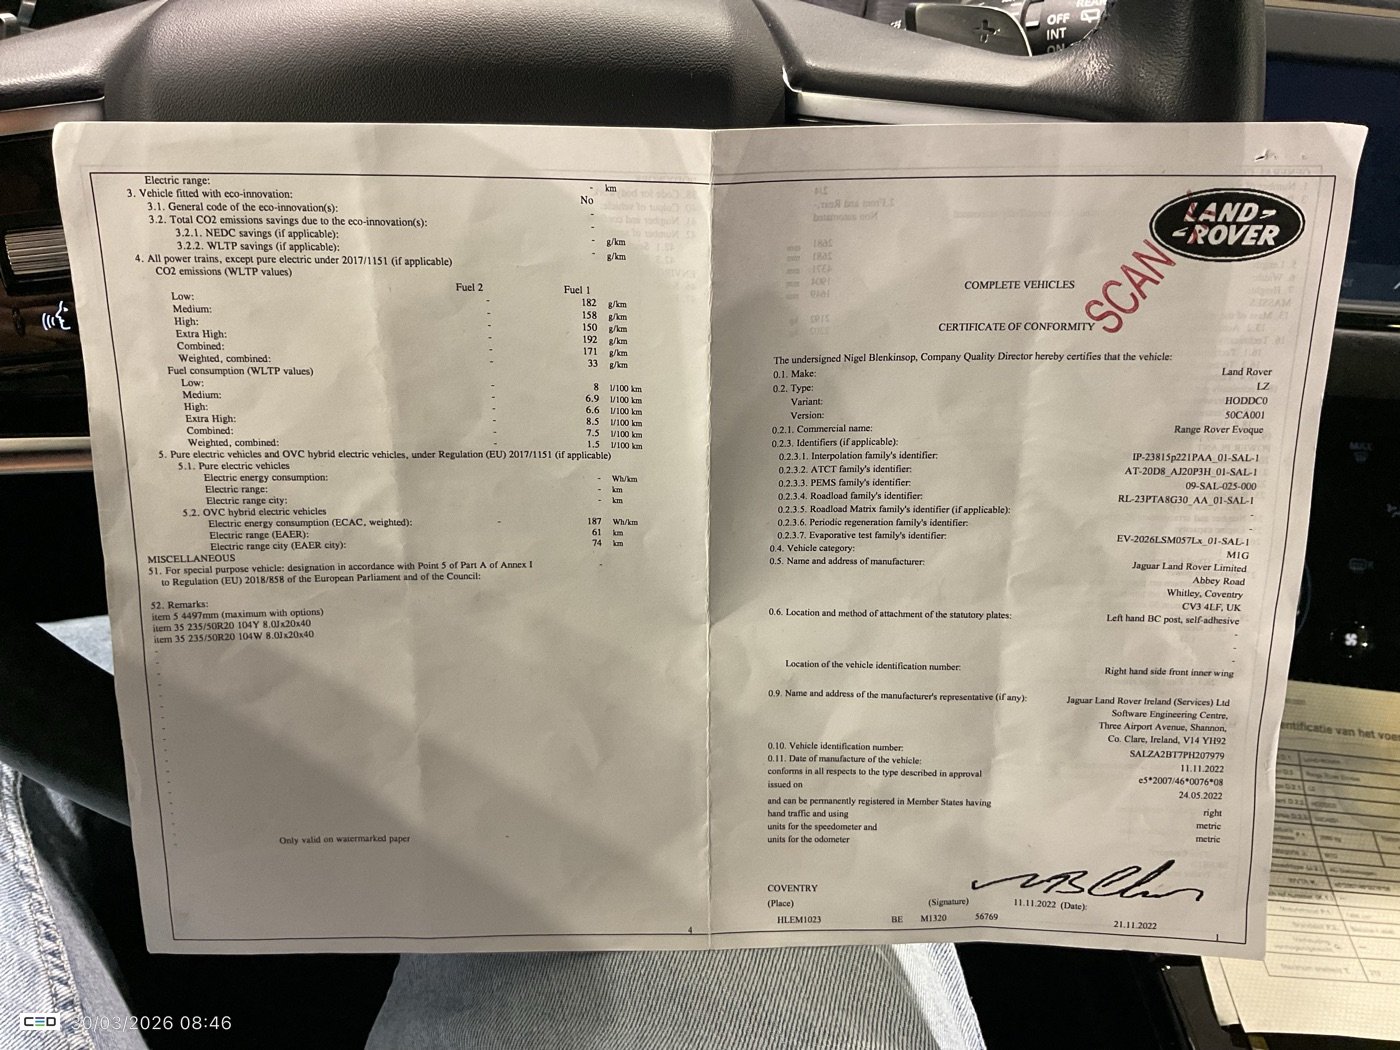 OFF
INT
Electric range: - km
3. Vehicle fitted with eco-innovation: No
3.1. General code of the eco-innovation(s): -
3.2. Total CO2 emissions savings due to the eco-innovation(s): -
3.2.1. NEDC savings (if applicable): - g/km
3.2.2. WLTP savings (if applicable): - g/km
4. All power trains, except pure electric under 2017/1151 (if applicable)
CO2 emissions (WLTP values)
Fuel 2 Fuel 1
Low: - 182 g/km
Medium: - 158 g/km
High: - 150 g/km
Extra High: - 192 g/km
Combined: - 171 g/km
Weighted, combined: - 33 g/km
Fuel consumption (WLTP values)
Low: - 8 l/100 km
Medium: - 6.9 l/100 km
High: - 6.6 l/100 km
Extra High: - 8.5 l/100 km
Combined: - 7.5 l/100 km
Weighted, combined: - 1.5 l/100 km
5. Pure electric vehicles and OVC hybrid electric vehicles, under Regulation (EU) 2017/1151 (if applicable)
5.1. Pure electric vehicles
Electric energy consumption: - Wh/km
Electric range: - km
Electric range city: - km
5.2. OVC hybrid electric vehicles
Electric energy consumption (ECAC, weighted): - 187 Wh/km
Electric range (EAER): 61 km
Electric range city (EAER city): 74 km
MISCELLANEOUS
51. For special purpose vehicle: designation in accordance with Point 5 of Part A of Annex I
to Regulation (EU) 2018/858 of the European Parliament and of the Council: -
52. Remarks:
item 5 4497mm (maximum with options)
item 35 235/50R20 104Y 8.0Jx20x40
item 35 235/50R20 104W 8.0Jx20x40
Only valid on watermarked paper
4
LAND ROVER
SCAN
COMPLETE VEHICLES
CERTIFICATE OF CONFORMITY
The undersigned Nigel Blenkinsop, Company Quality Director hereby certifies that the vehicle:
0.1. Make: Land Rover
0.2. Type: LZ
Variant: HODDC0
Version: 50CA001
0.2.1. Commercial name: Range Rover Evoque
0.2.3. Identifiers (if applicable):
0.2.3.1. Interpolation family's identifier: IP-23815p221PAA_01-SAL-1
0.2.3.2. ATCT family's identifier: AT-20D8_AJ20P3H_01-SAL-1
0.2.3.3. PEMS family's identifier: 09-SAL-025-000
0.2.3.4. Roadload family's identifier: RL-23PTA8G30_AA_01-SAL-1
0.2.3.5. Roadload Matrix family's identifier (if applicable): -
0.2.3.6. Periodic regeneration family's identifier: -
0.2.3.7. Evaporative test family's identifier: EV-2026LSM057Lx_01-SAL-1
0.4. Vehicle category: M1G
0.5. Name and address of manufacturer: Jaguar Land Rover Limited
Abbey Road
Whitley, Coventry
CV3 4LF, UK
0.6. Location and method of attachment of the statutory plates: Left hand BC post, self-adhesive
-
-
-
Location of the vehicle identification number: Right hand side front inner wing
0.9. Name and address of the manufacturer's representative (if any): Jaguar Land Rover Ireland (Services) Ltd
Software Engineering Centre,
Three Airport Avenue, Shannon,
Co. Clare, Ireland, V14 YH92
0.10. Vehicle identification number: SALZA2BT7PH207979
0.11. Date of manufacture of the vehicle: 11.11.2022
conforms in all respects to the type described in approval e5*2007/46*0076*08
issued on 24.05.2022
and can be permanently registered in Member States having
hand traffic and using right
units for the speedometer and metric
units for the odometer metric
COVENTRY
(Place) (Signature) 11.11.2022 (Date):
HLEM1023 BE M1320 56769 21.11.2022
1
CED 30/03/2026 08:46